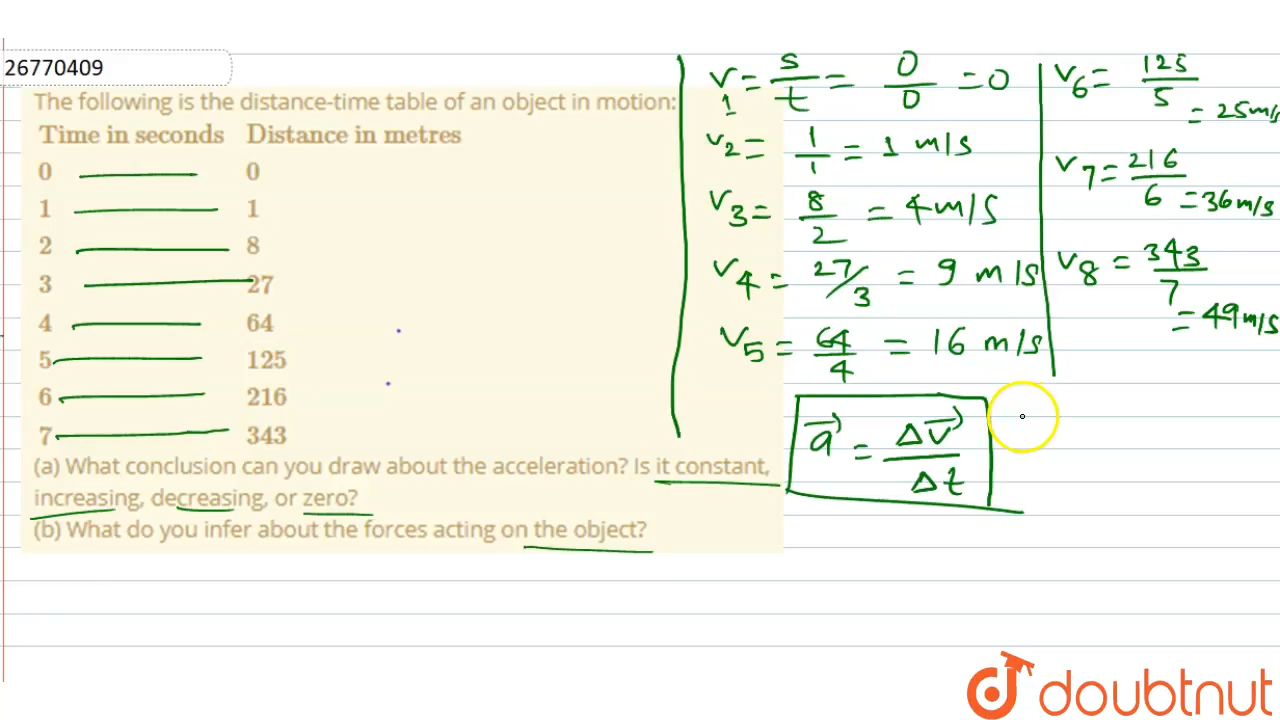 26770409
The following is the distance-time table of an object in motion:
Time in seconds Distance in metres
0 0
1 1
2 8
3 27
4 64
5 125
6 216
7 343
(a) What conclusion can you draw about the acceleration? Is it constant,
increasing, decreasing, or zero?
(b) What do you infer about the forces acting on the object?
V1 = s/t = 0/0 = 0
V2 = 1/1 = 1 m/s
V3 = 8/2 = 4 m/s
V4 = 27/3 = 9 m/s
V5 = 64/4 = 16 m/s
a⃗ = Δv⃗/Δt
V6 = 125/5
= 25m/s
V7 = 216/6
= 36m/s
V8 = 343/7
= 49m/s
doubtnut